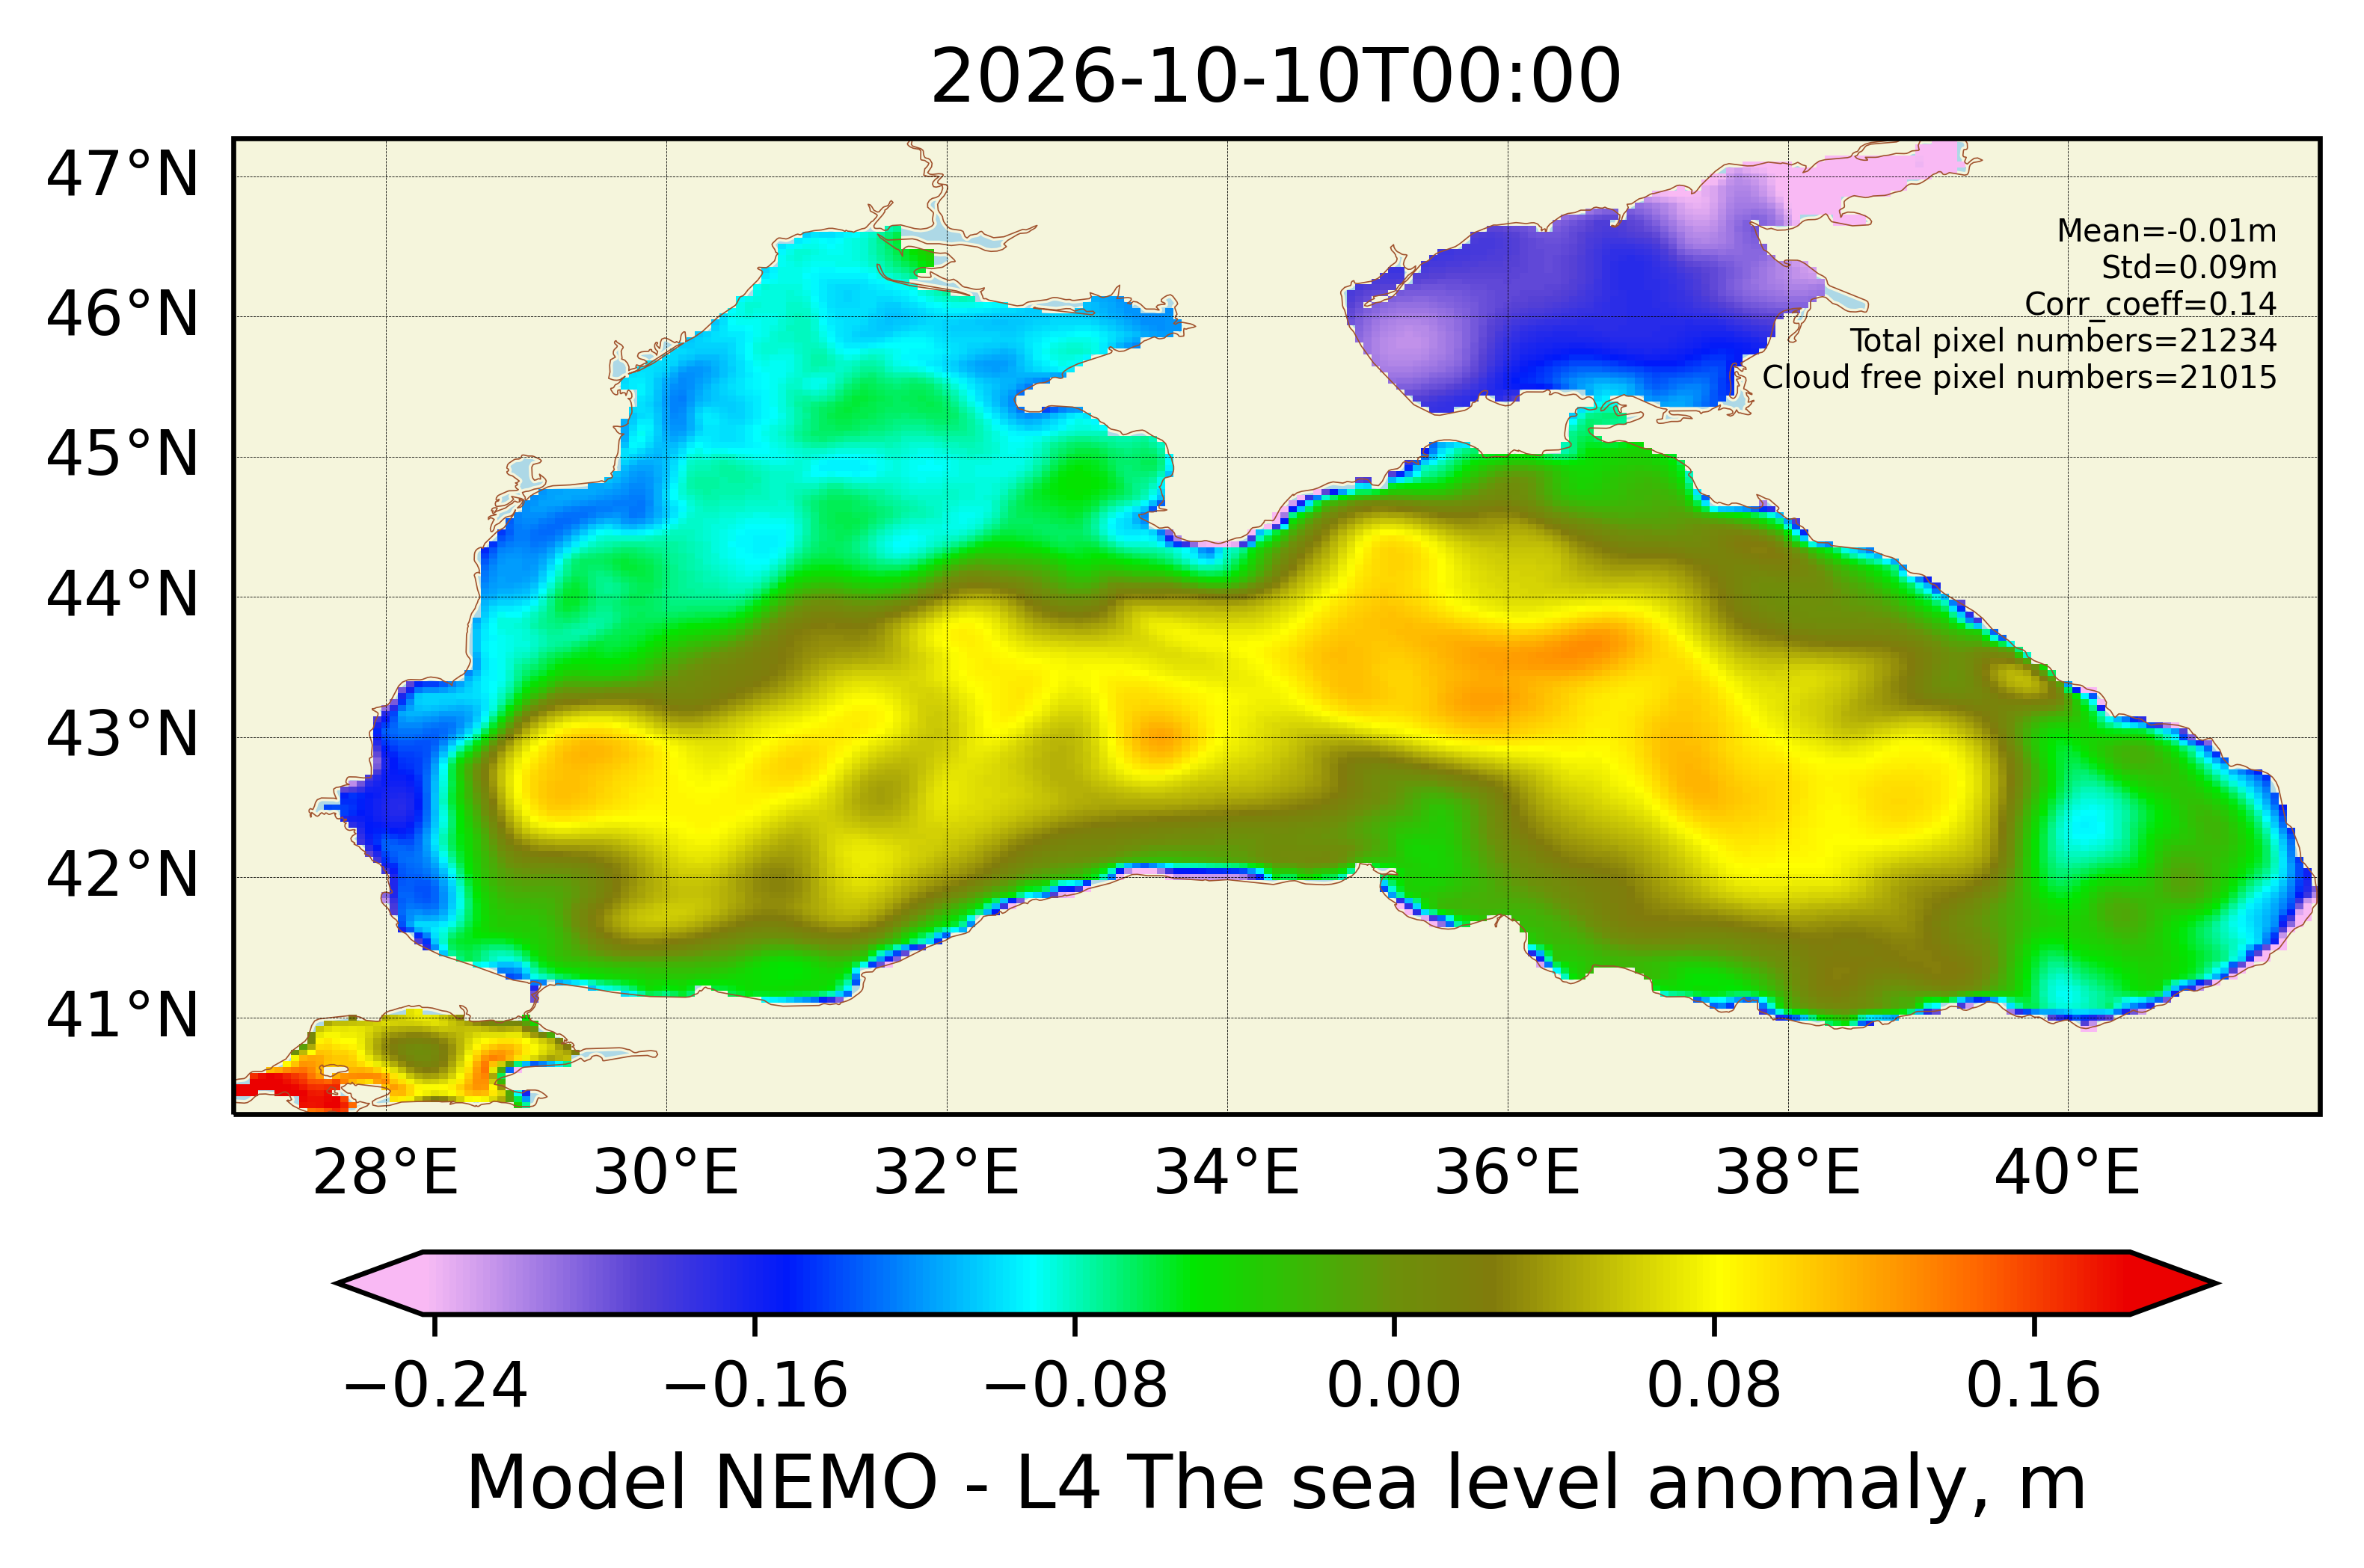 2026-10-10T00:00
47°N
46°N
45°N
44°N
43°N
42°N
41°N
Mean=-0.01m
Std=0.09m
Corr_coeff=0.14
Total pixel numbers=21234
Cloud free pixel numbers=21015
28°E 30°E 32°E 34°E 36°E 38°E 40°E
−0.24 −0.16 −0.08 0.00 0.08 0.16
Model NEMO - L4 The sea level anomaly, m